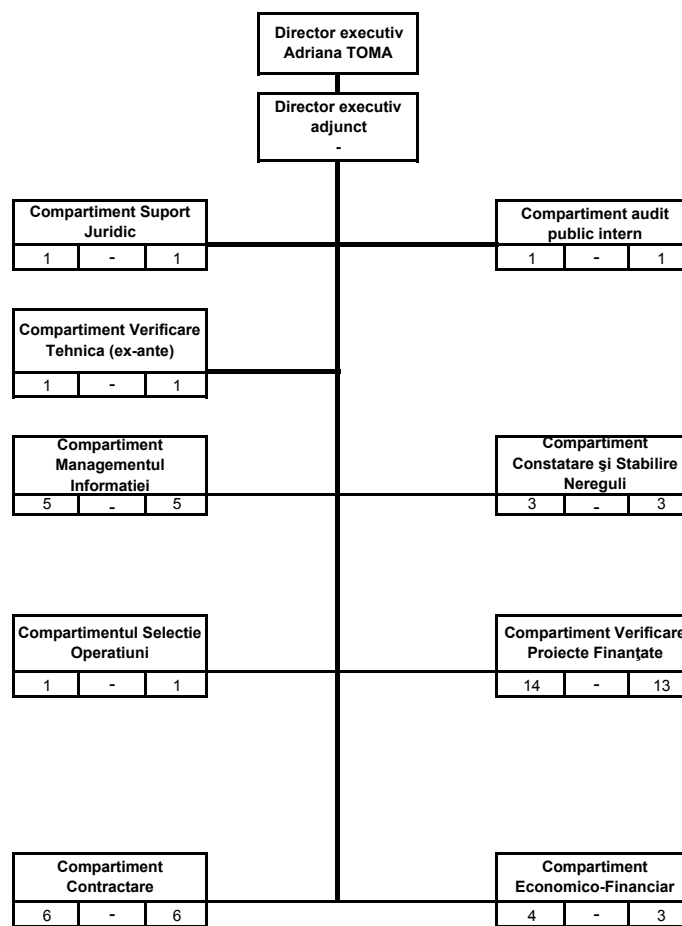 Director executiv
Adriana TOMA
Director executiv
adjunct
-
Compartiment Suport
Juridic
1 - 1
Compartiment audit
public intern
1 - 1
Compartiment Verificare
Tehnica (ex-ante)
1 - 1
Compartiment
Managementul
Informatiei
5 - 5
Compartiment
Constatare şi Stabilire
Nereguli
3 - 3
Compartimentul Selectie
Operatiuni
1 - 1
Compartiment Verificare
Proiecte Finanţate
14 - 13
Compartiment
Contractare
6 - 6
Compartiment
Economico-Financiar
4 - 3